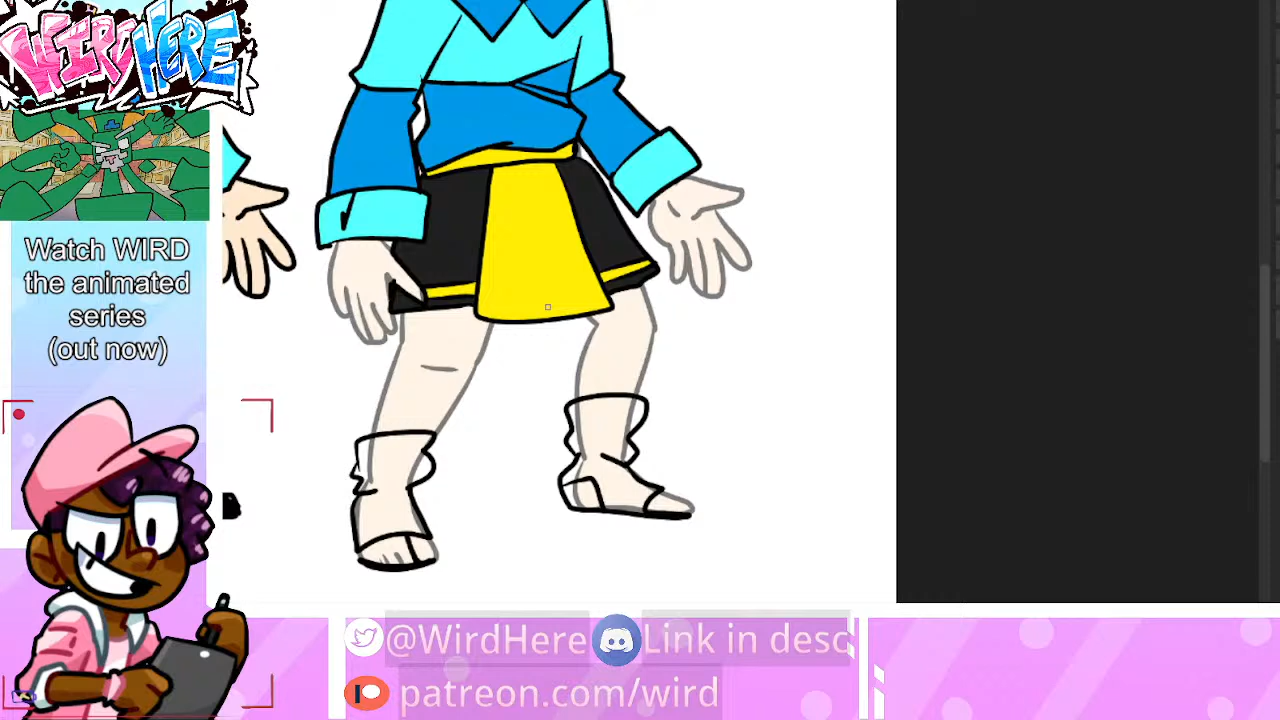 WIRDHERE
Watch WIRD
the animated
series
(out now)
@WirdHere Link in desc
patreon.com/wird